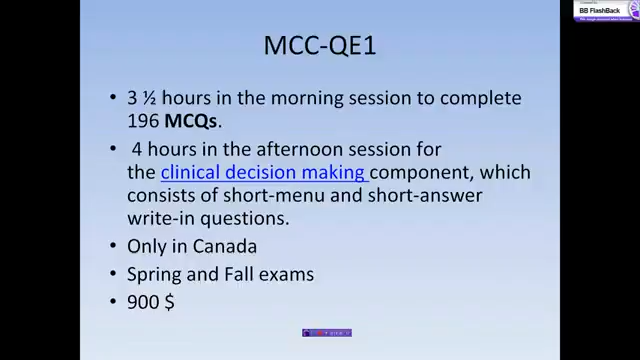 BB FlashBack
MCC-QE1
• 3 ½ hours in the morning session to complete
196 MCQs.
• 4 hours in the afternoon session for
the clinical decision making component, which
consists of short-menu and short-answer
write-in questions.
• Only in Canada
• Spring and Fall exams
• 900 $